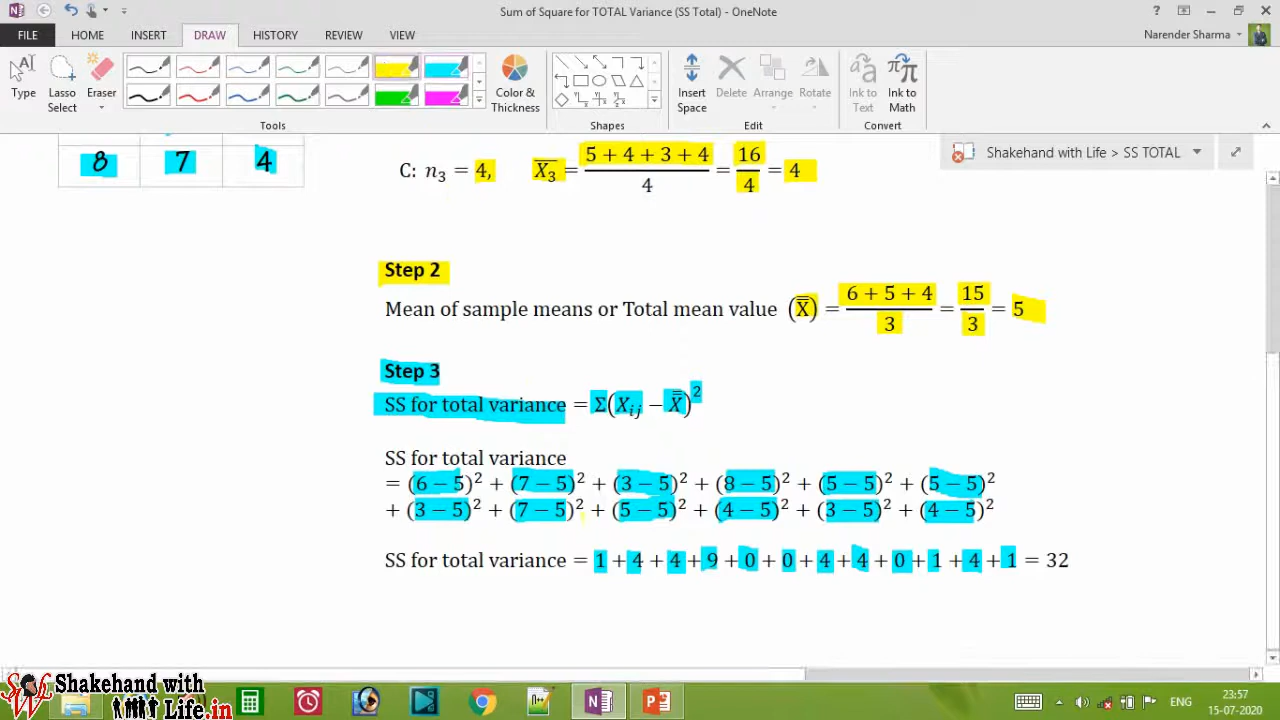 Sum of Square for TOTAL Variance (SS Total) - OneNote
FILE HOME INSERT DRAW HISTORY REVIEW VIEW
Narender Sharma
Type
Lasso Select
Eraser
Color & Thickness
Insert Space
Delete
Arrange
Rotate
Ink to Text
Ink to Math
Tools
Shapes
Edit
Convert
Shakehand with Life > SS TOTAL
8 7 4
C: n₃ = 4, X̅₃ = (5 + 4 + 3 + 4)/4 = 16/4 = 4
Step 2
Mean of sample means or Total mean value (X̿) = (6 + 5 + 4)/3 = 15/3 = 5
Step 3
SS for total variance = Σ(Xᵢⱼ − X̿)²
SS for total variance
= (6 − 5)² + (7 − 5)² + (3 − 5)² + (8 − 5)² + (5 − 5)² + (5 − 5)²
+ (3 − 5)² + (7 − 5)² + (5 − 5)² + (4 − 5)² + (3 − 5)² + (4 − 5)²
SS for total variance = 1 + 4 + 4 + 9 + 0 + 0 + 4 + 4 + 0 + 1 + 4 + 1 = 32
Shakehand with
Life.in
ENG
23:57
15-07-2020